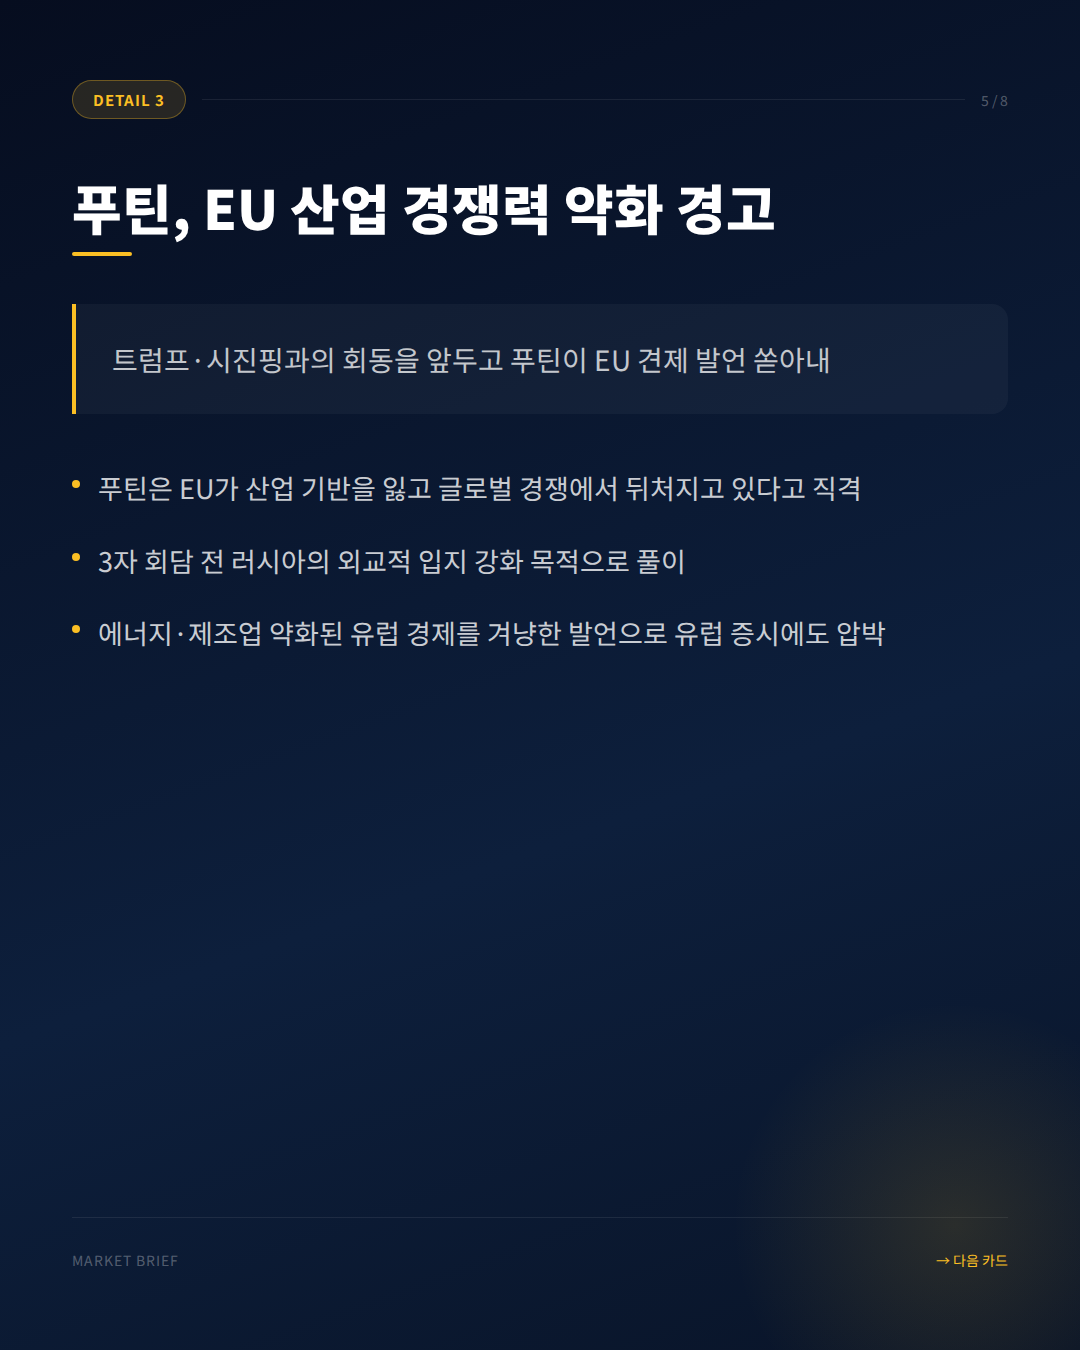 DETAIL 3
5 / 8
푸틴, EU 산업 경쟁력 약화 경고
트럼프·시진핑과의 회동을 앞두고 푸틴이 EU 견제 발언 쏟아내
푸틴은 EU가 산업 기반을 잃고 글로벌 경쟁에서 뒤처지고 있다고 직격
3자 회담 전 러시아의 외교적 입지 강화 목적으로 풀이
에너지·제조업 약화된 유럽 경제를 겨냥한 발언으로 유럽 증시에도 압박
MARKET BRIEF
→ 다음 카드